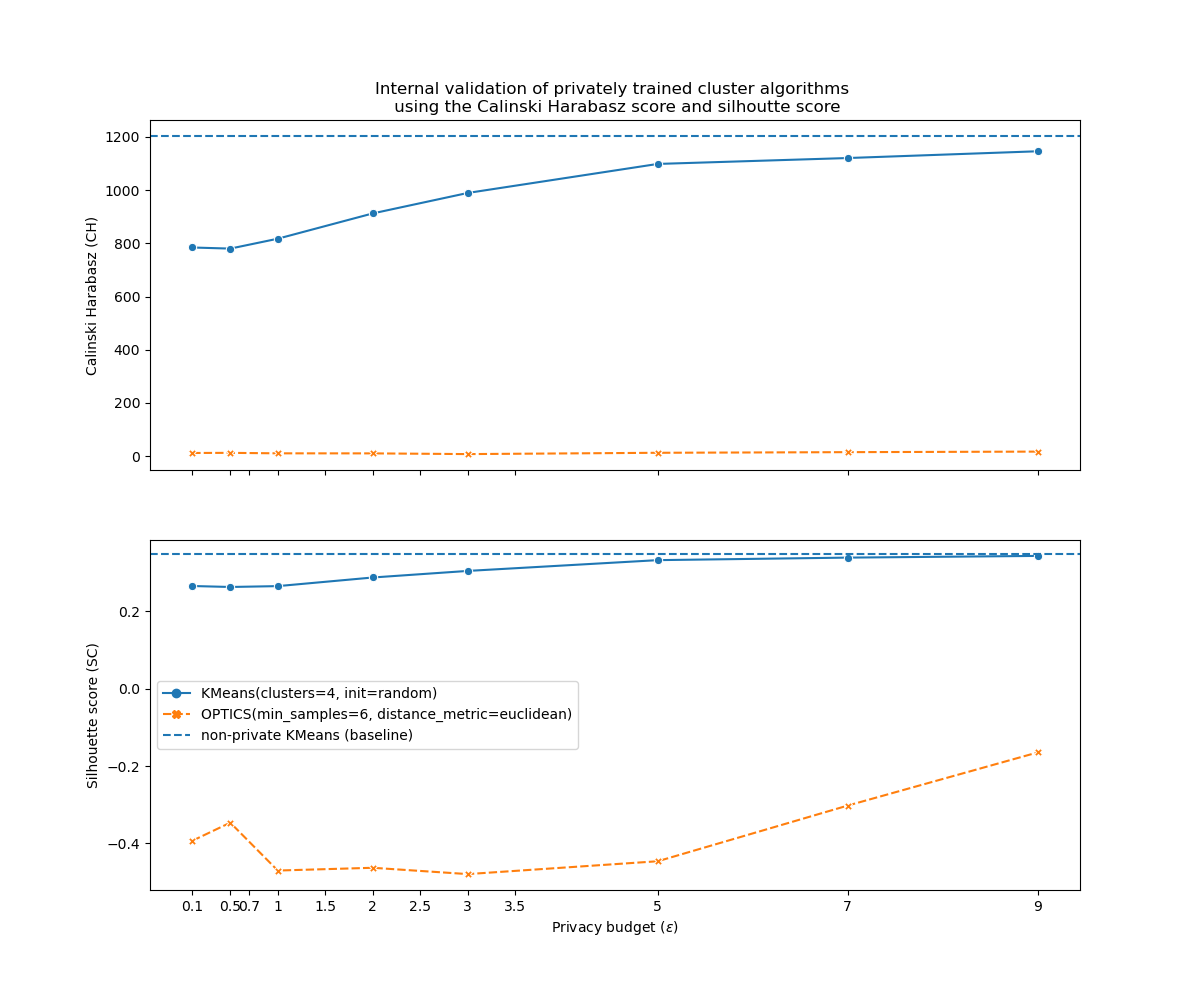 Internal validation of privately trained cluster algorithms
using the Calinski Harabasz score and silhoutte score
1200
1000
800
600
400
200
0
Calinski Harabasz (CH)
0.2
0.0
−0.2
−0.4
Silhouette score (SC)
KMeans(clusters=4, init=random)
OPTICS(min_samples=6, distance_metric=euclidean)
non-private KMeans (baseline)
0.1 0.5 0.7 1 1.5 2 2.5 3 3.5 5 7 9
Privacy budget (ε)